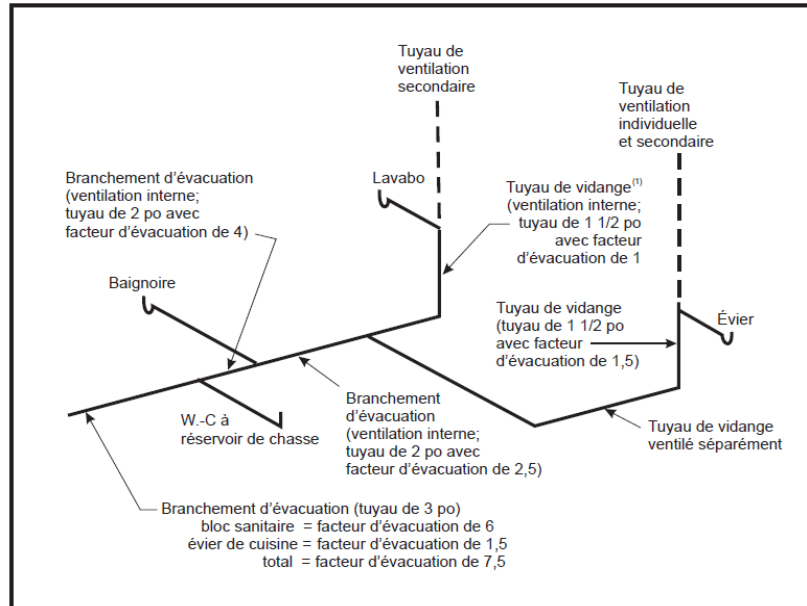 Tuyau de
ventilation
secondaire
Tuyau de
ventilation
individuelle
et secondaire
Branchement d'évacuation
(ventilation interne;
tuyau de 2 po avec
facteur d'évacuation de 4)
Lavabo
Tuyau de vidange(1)
(ventilation interne;
tuyau de 1 1/2 po
avec facteur
d'évacuation de 1
Baignoire
Tuyau de vidange
(tuyau de 1 1/2 po
avec facteur
d'évacuation de 1,5)
Évier
W.-C à
réservoir de chasse
Branchement
d'évacuation
(ventilation interne;
tuyau de 2 po avec
facteur d'évacuation de 2,5)
Tuyau de vidange
ventilé séparément
Branchement d'évacuation (tuyau de 3 po)
bloc sanitaire = facteur d'évacuation de 6
évier de cuisine = facteur d'évacuation de 1,5
total = facteur d'évacuation de 7,5